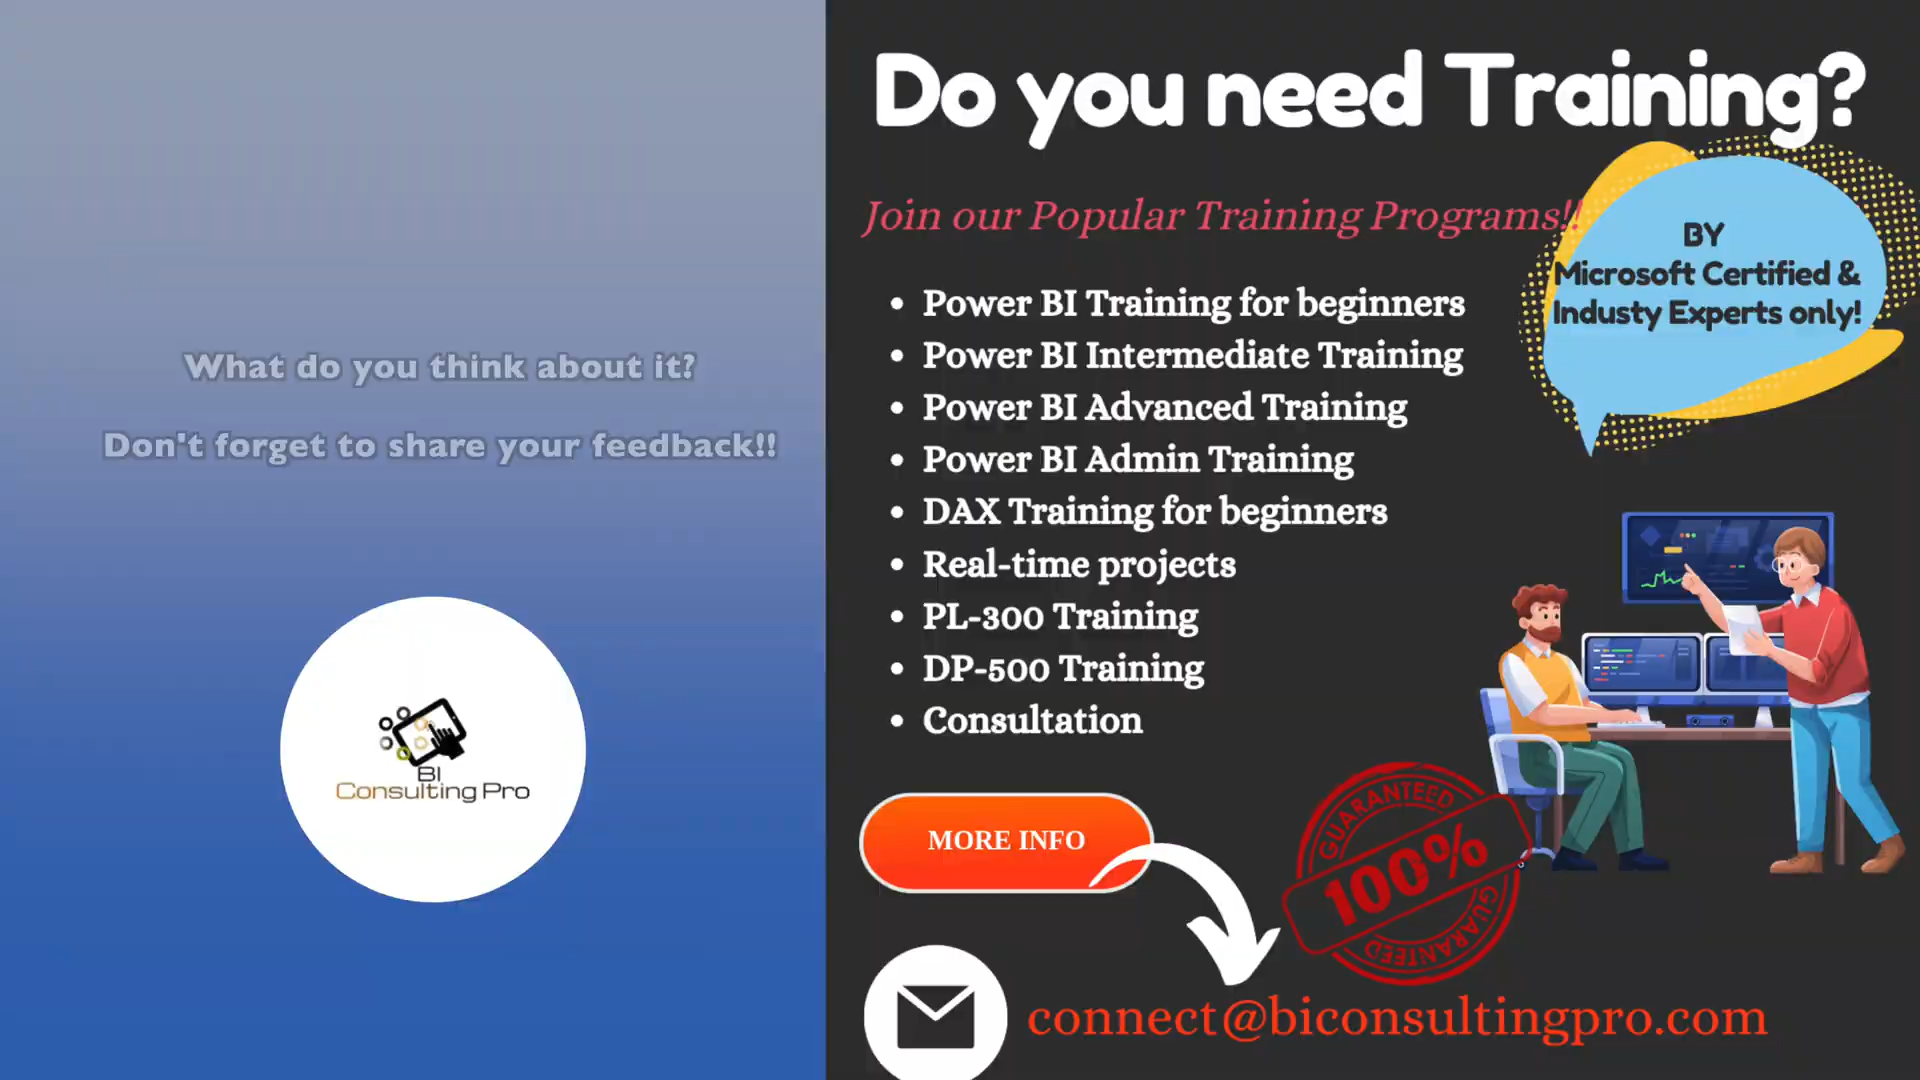 What do you think about it?
Don't forget to share your feedback!!
BI
Consulting Pro
Do you need Training?
Join our Popular Training Programs!!
BY
Microsoft Certified &
Industy Experts only!
• Power BI Training for beginners
• Power BI Intermediate Training
• Power BI Advanced Training
• Power BI Admin Training
• DAX Training for beginners
• Real-time projects
• PL-300 Training
• DP-500 Training
• Consultation
MORE INFO
GUARANTEED
100%
GUARANTEED
connect@biconsultingpro.com